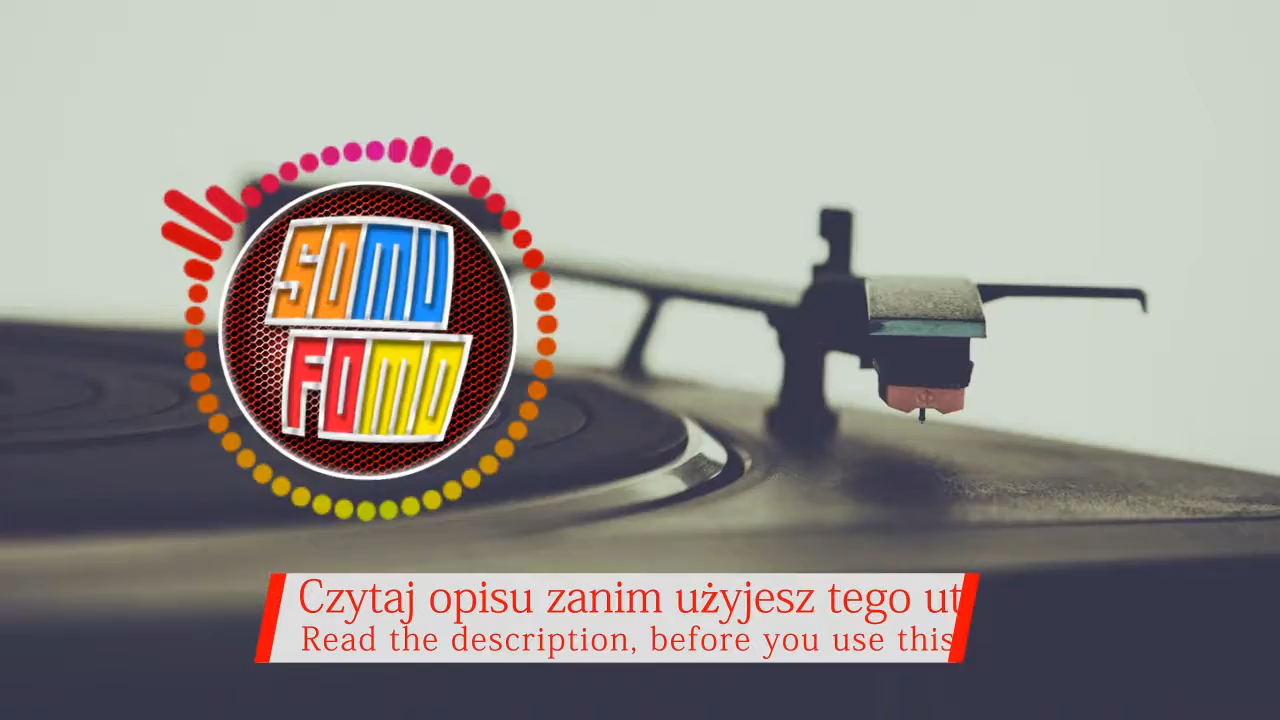 SOMU
FOMO
Czytaj opisu zanim użyjesz tego ut
Read the description, before you use this